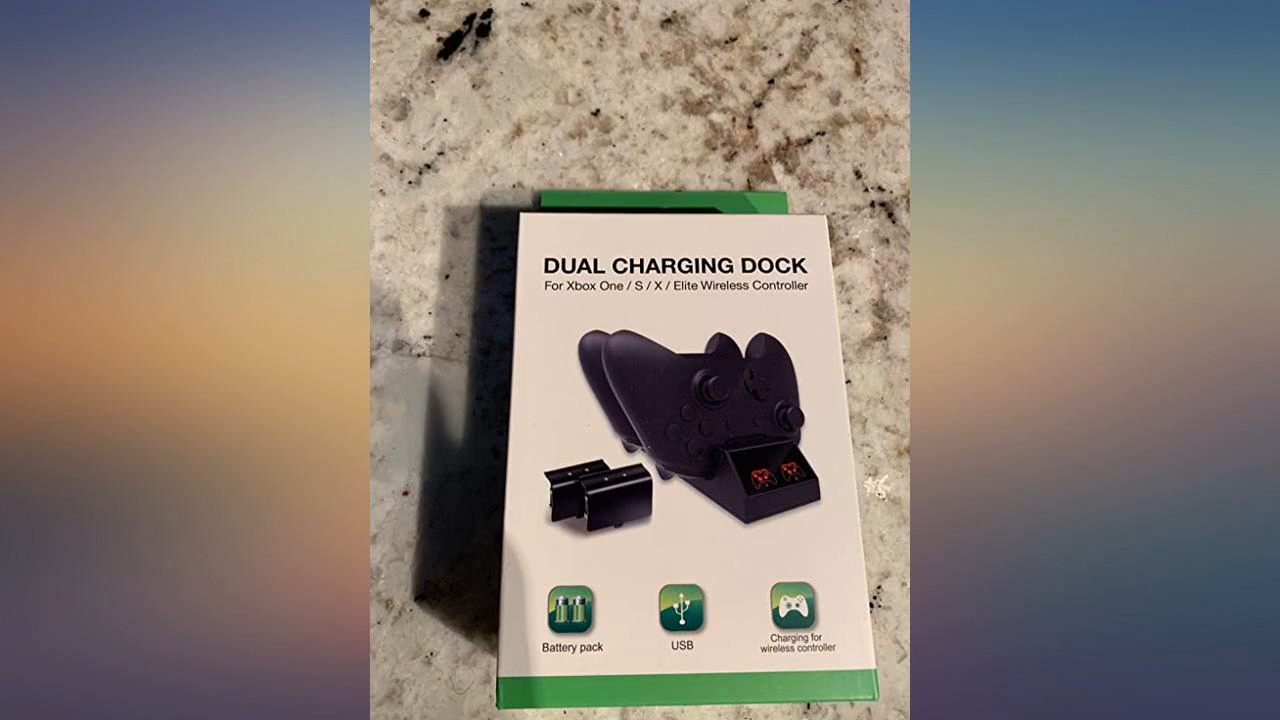 DUAL CHARGING DOCK
For Xbox One / S / X / Elite Wireless Controller
Battery pack
USB
Charging for
wireless controller